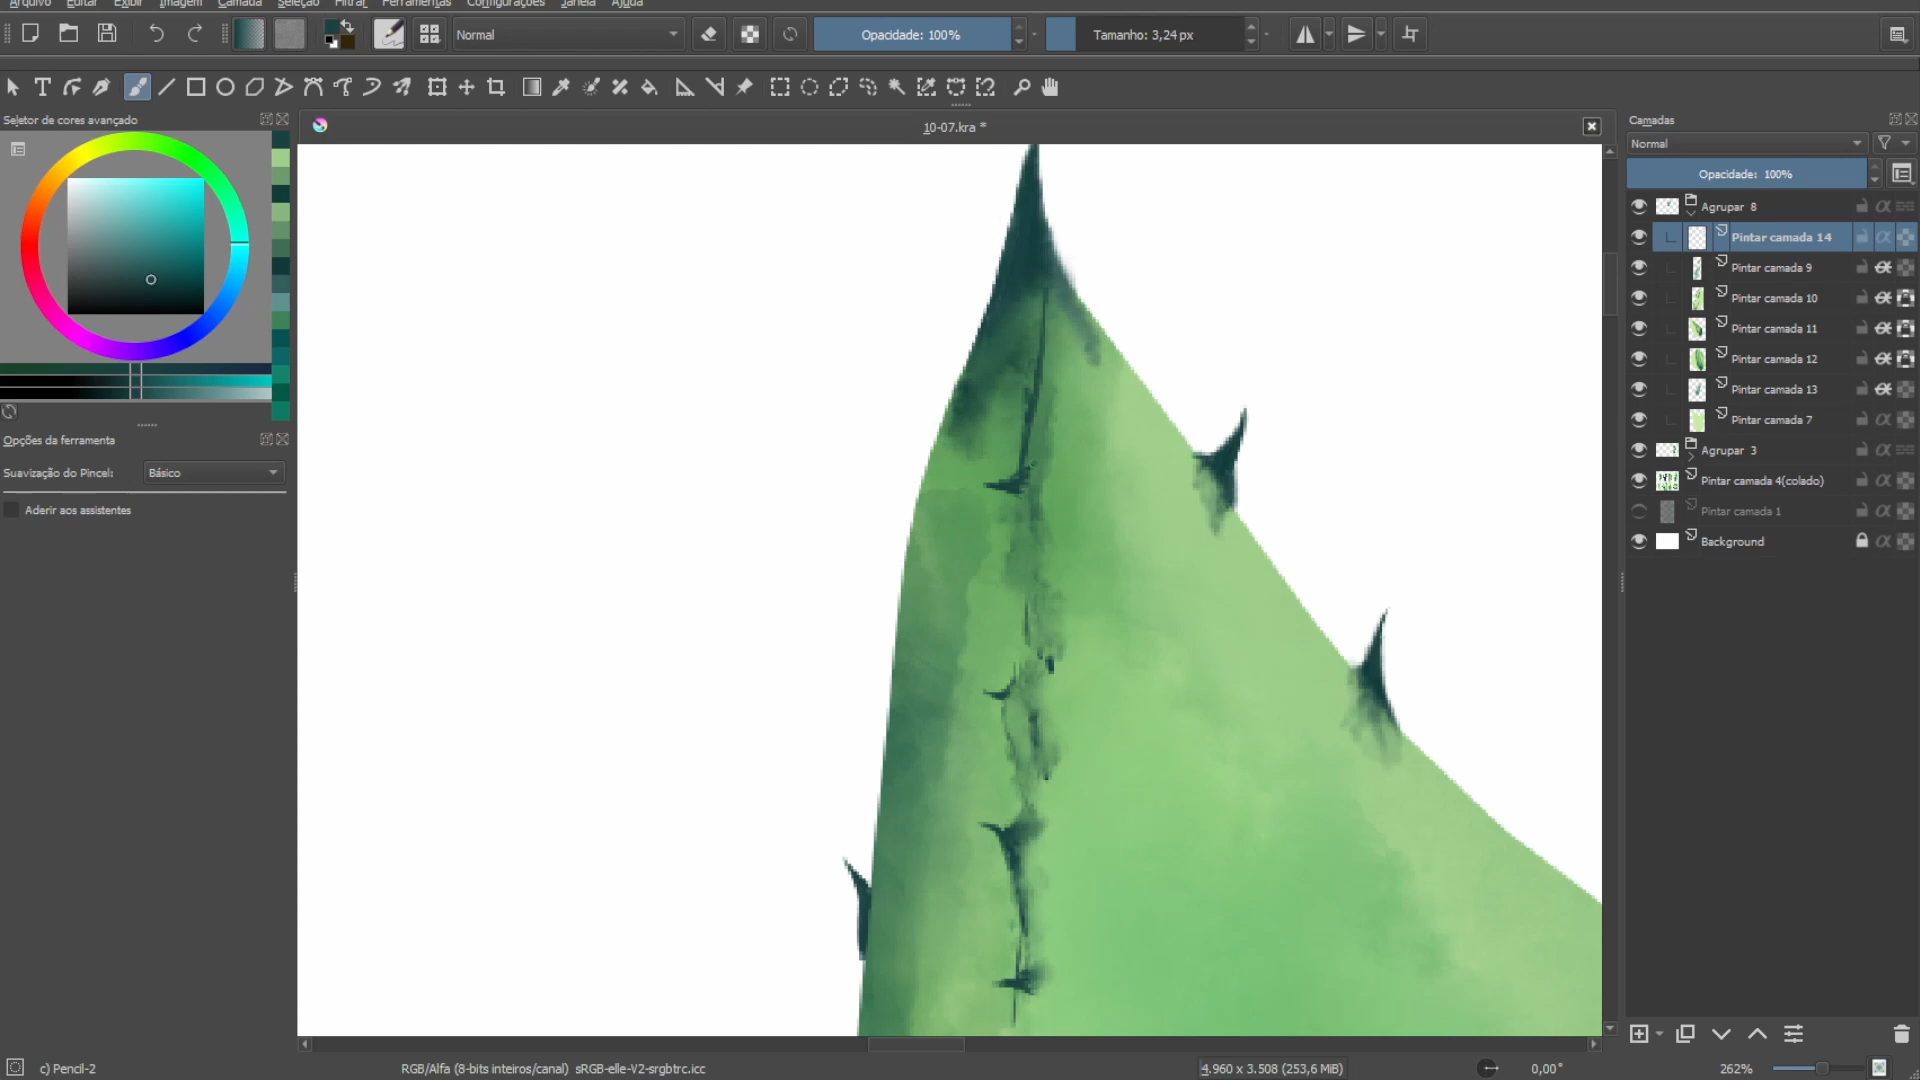 Arquivo Editar Exibir Imagem Camada Seleção Filtrar Ferramentas Configurações Janela Ajuda
Normal
Opacidade: 100%
Tamanho: 3,24 px
Seletor de cores avançado
10-07.kra *
Camadas
Normal
Opacidade: 100%
Agrupar 8
Pintar camada 14
Pintar camada 9
Pintar camada 10
Pintar camada 11
Pintar camada 12
Pintar camada 13
Pintar camada 7
Opções da ferramenta
Agrupar 3
Suavização do Pincel: Básico
Pintar camada 4(colado)
Aderir aos assistentes
Pintar camada 1
Background
c) Pencil-2
RGB/Alfa (8-bits inteiros/canal) sRGB-elle-V2-srgbtrc.icc
4.960 x 3.508 (253,6 MiB)
0,00°
262%